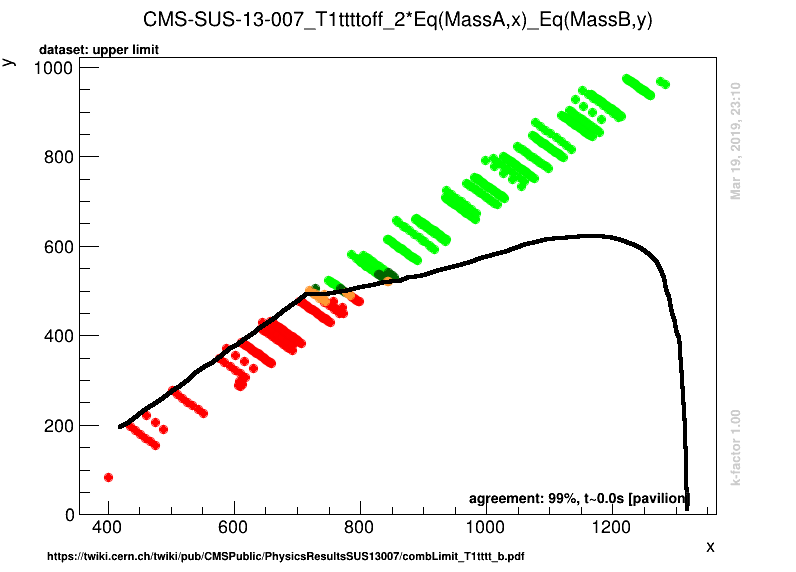 CMS-SUS-13-007_T1ttttoff_2*Eq(MassA,x)_Eq(MassB,y)
dataset: upper limit
y
1000
800
600
400
200
0
400
600
800
1000
1200
x
agreement: 99%, t~0.0s [pavilion]
Mar 19, 2019, 23:10
k-factor 1.00
https://twiki.cern.ch/twiki/pub/CMSPublic/PhysicsResultsSUS13007/combLimit_T1tttt_b.pdf